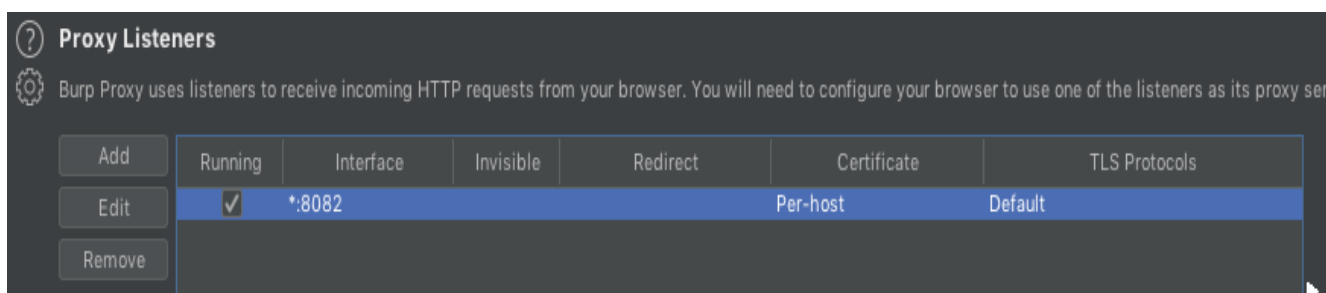 Proxy Listeners
Burp Proxy uses listeners to receive incoming HTTP requests from your browser. You will need to configure your browser to use one of the listeners as its proxy
Add
Running Interface Invisible Redirect Certificate TLS Protocols
Edit
*:8082 Per-host Default
Remove